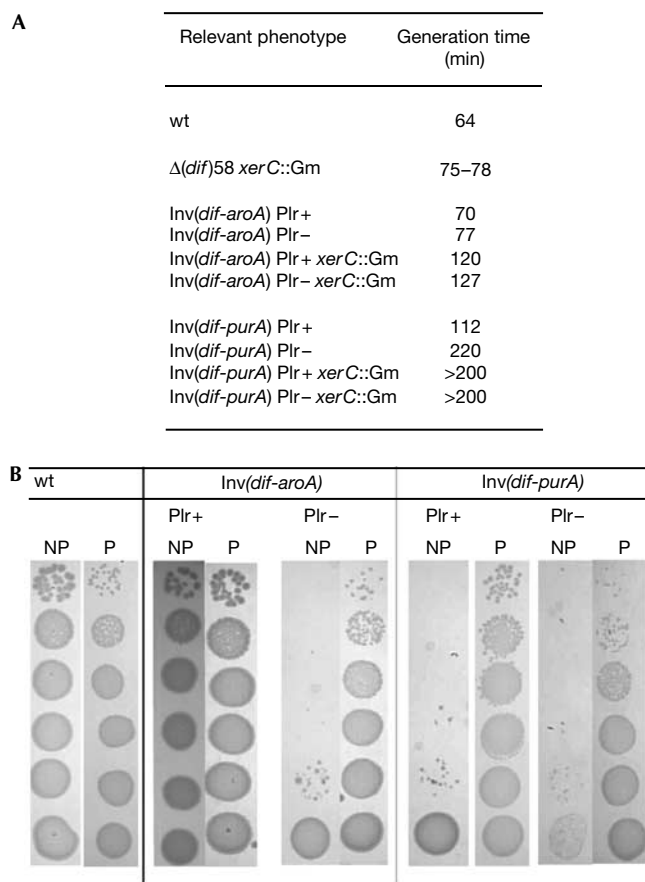 A
Relevant phenotype Generation time
(min)
wt 64
Δ(dif)58 xerC::Gm 75–78
Inv(dif-aroA) Plr+ 70
Inv(dif-aroA) Plr− 77
Inv(dif-aroA) Plr+ xerC::Gm 120
Inv(dif-aroA) Plr− xerC::Gm 127
Inv(dif-purA) Plr+ 112
Inv(dif-purA) Plr− 220
Inv(dif-purA) Plr+ xerC::Gm >200
Inv(dif-purA) Plr− xerC::Gm >200
B wt Inv(dif-aroA) Inv(dif-purA)
Plr+ Plr− Plr+ Plr−
NP P NP P NP P NP P NP P